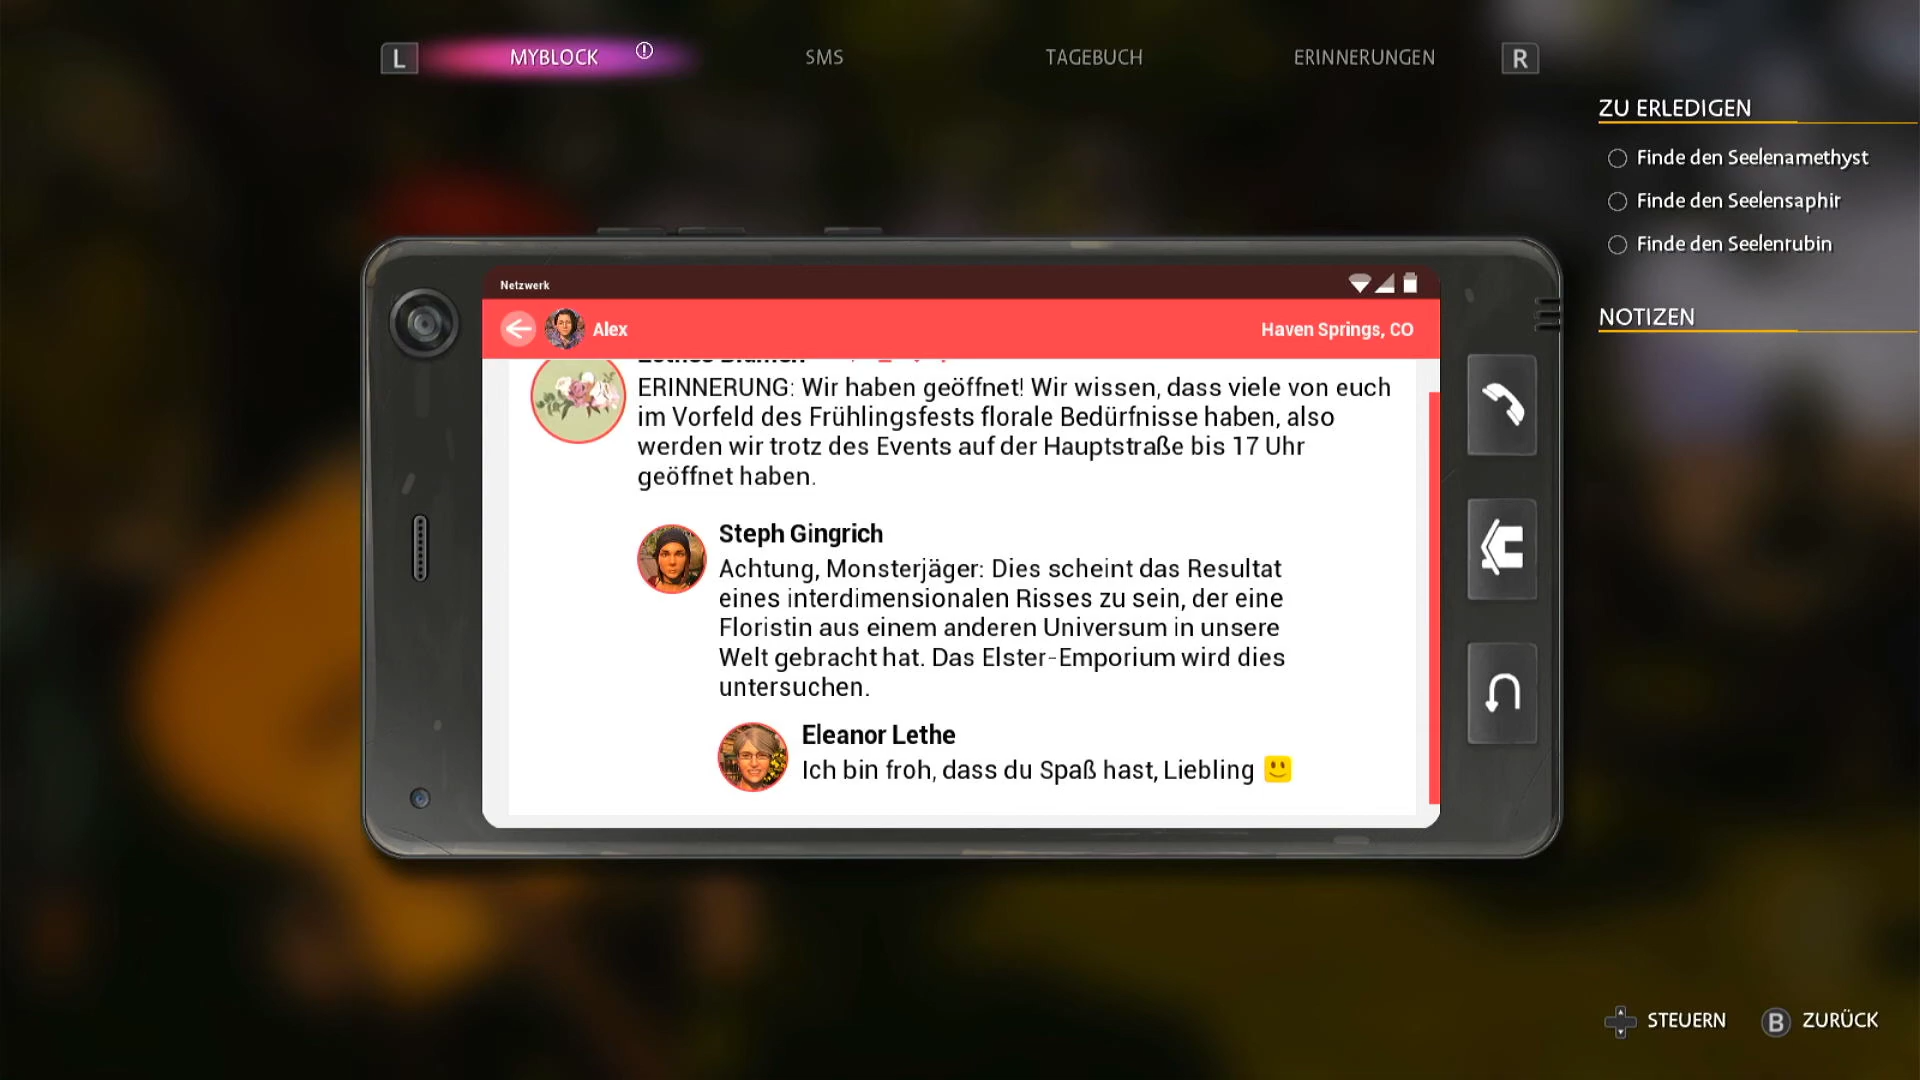 L
MYBLOCK
SMS
TAGEBUCH
ERINNERUNGEN
R
ZU ERLEDIGEN
Finde den Seelenamethyst
Finde den Seelensaphir
Finde den Seelenrubin
NOTIZEN
Netzwerk
Alex
Haven Springs, CO
ERINNERUNG: Wir haben geöffnet! Wir wissen, dass viele von euch
im Vorfeld des Frühlingsfests florale Bedürfnisse haben, also
werden wir trotz des Events auf der Hauptstraße bis 17 Uhr
geöffnet haben.
Steph Gingrich
Achtung, Monsterjäger: Dies scheint das Resultat
eines interdimensionalen Risses zu sein, der eine
Floristin aus einem anderen Universum in unsere
Welt gebracht hat. Das Elster-Emporium wird dies
untersuchen.
Eleanor Lethe
Ich bin froh, dass du Spaß hast, Liebling
STEUERN
B ZURÜCK